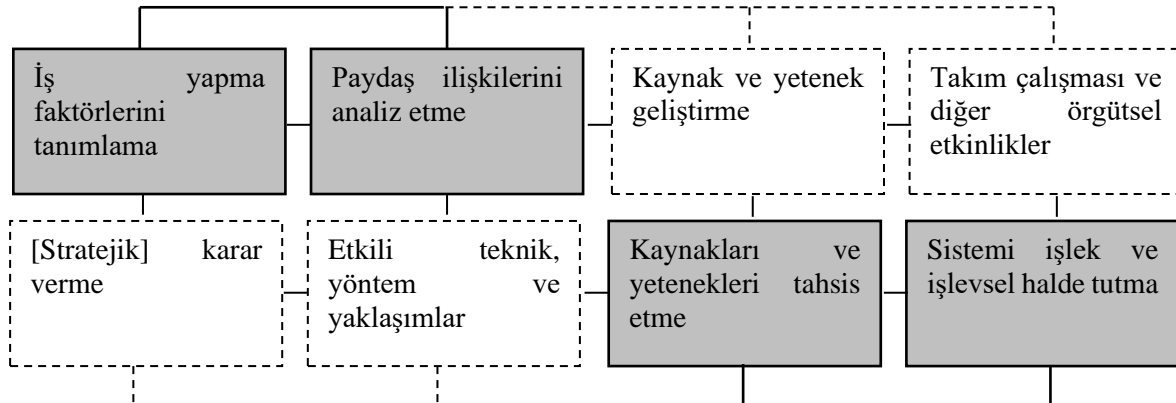 İş yapma
faktörlerini
tanımlama
Paydaş ilişkilerini
analiz etme
Kaynak ve yetenek
geliştirme
Takım çalışması ve
diğer örgütsel
etkinlikler
[Stratejik] karar
verme
Etkili teknik,
yöntem ve
yaklaşımlar
Kaynakları ve
yetenekleri tahsis
etme
Sistemi işlek ve
işlevsel halde tutma